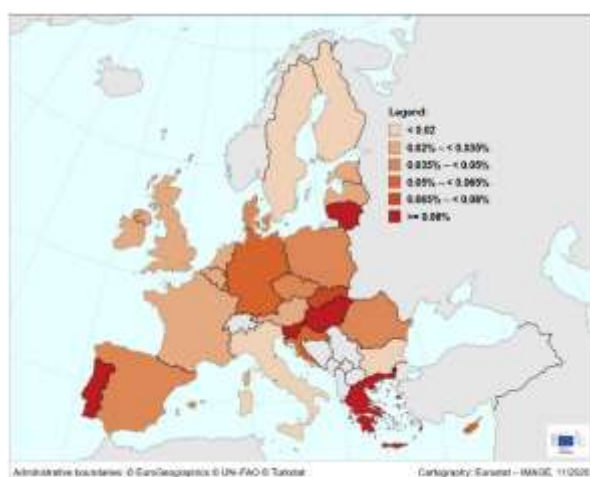 Legend:
< 0.02
0.02% – < 0.035%
0.035% – < 0.05%
0.05% – < 0.065%
0.065% – < 0.08%
>= 0.08%
Administrative boundaries: © EuroGeographics © UN-FAO © Turkstat
Cartography: Eurostat – IMAGE, 11/2020